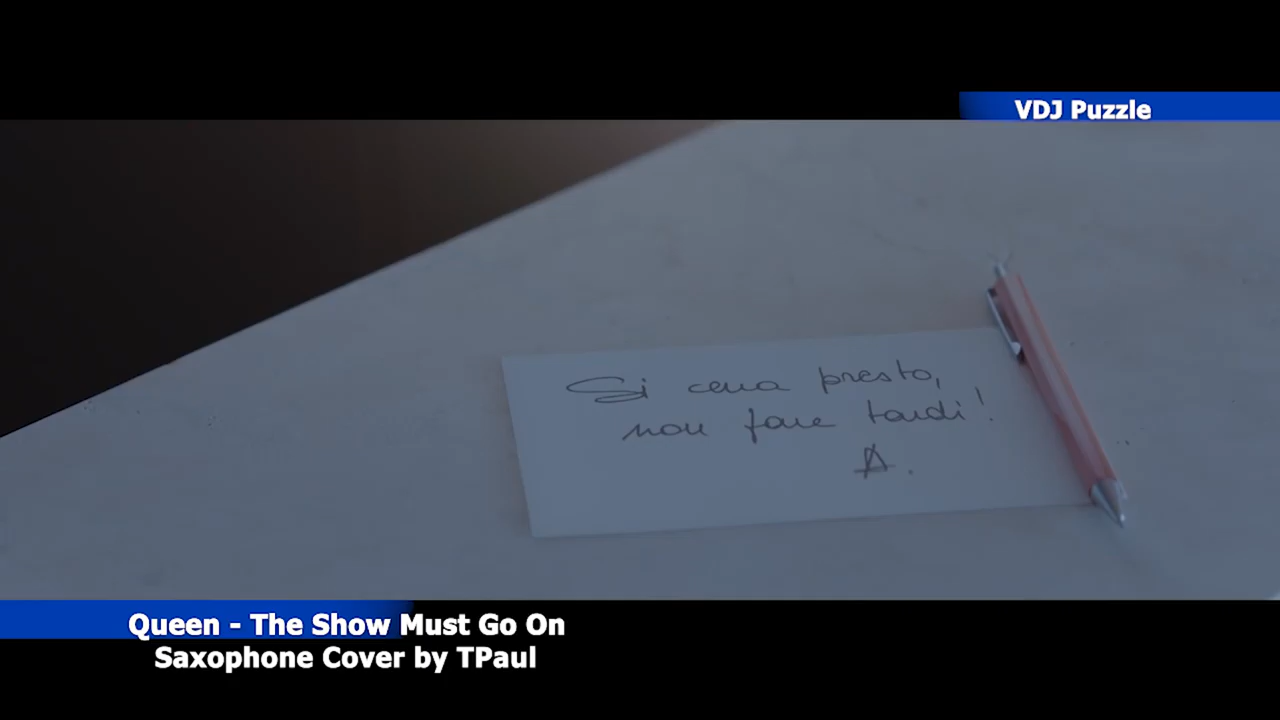 VDJ Puzzle
Si cena presto,
non fare tardi!
A.
Queen - The Show Must Go On
Saxophone Cover by TPaul